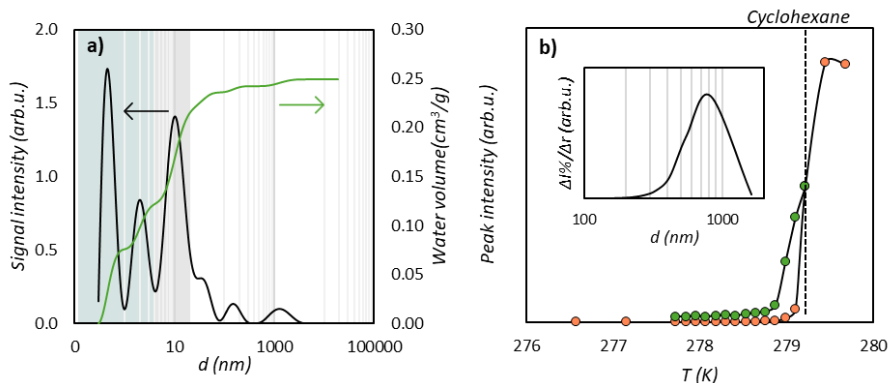 Cyclohexane
a)
2.0
1.5
1.0
0.5
0.0
Signal intensity (arb.u.)
0.30
0.25
0.20
0.15
0.10
0.05
0.00
Water volume(cm³/g)
0 10 1000 100000
d (nm)
b)
Peak intensity (arb.u.)
ΔI%/Δr (arb.u.)
100 1000
d (nm)
276 277 278 279 280
T (K)